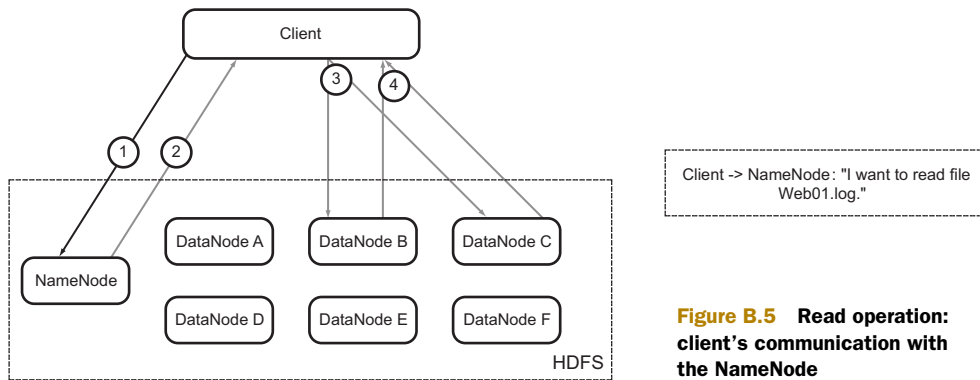 Client
3
4
1
2
Client -> NameNode: "I want to read file
Web01.log."
DataNode A
DataNode B
DataNode C
NameNode
DataNode D
DataNode E
DataNode F
HDFS
Figure B.5 Read operation:
client's communication with
the NameNode